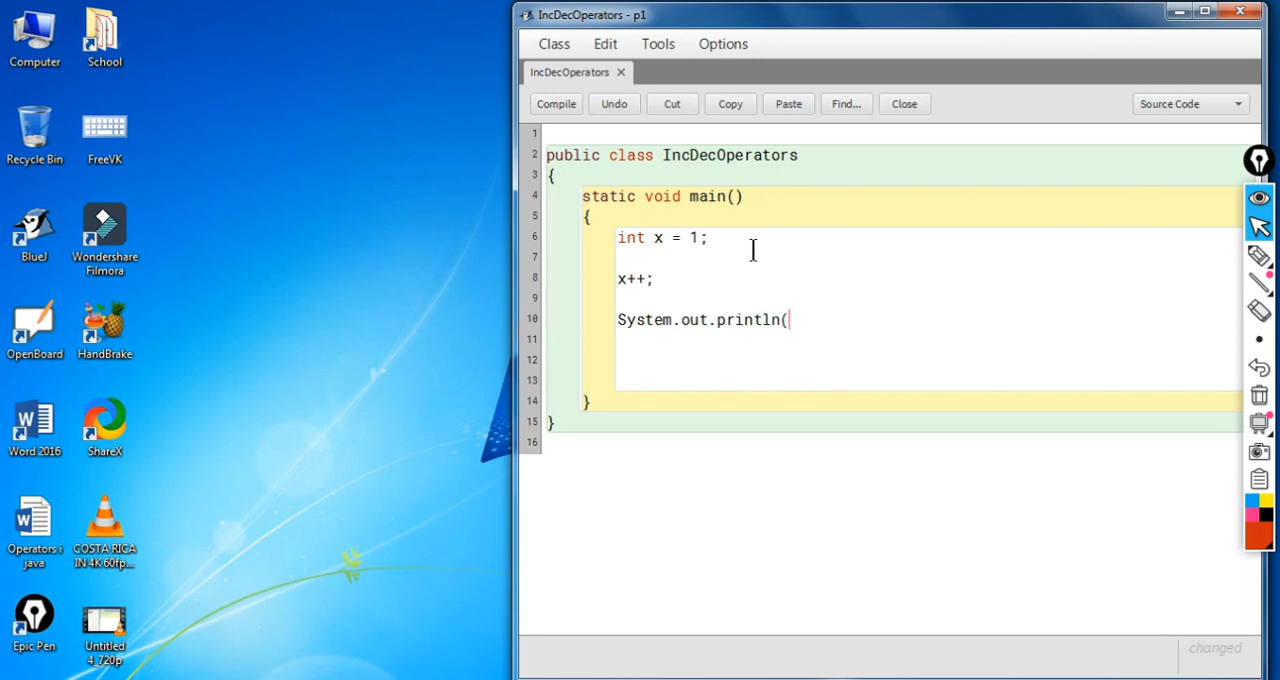 Computer
School
Recycle Bin
FreeVK
BlueJ
Wondershare
Filmora
OpenBoard
HandBrake
Word 2016
ShareX
Operators i
java
COSTA RICA
IN 4K 60fp...
Epic Pen
Untitled
4_720p
IncDecOperators - p1
Class Edit Tools Options
IncDecOperators X
Compile Undo Cut Copy Paste Find... Close Source Code
1
2 public class IncDecOperators
3 {
4 static void main()
5 {
6 int x = 1;
7
8 x++;
9
10 System.out.println(
11
12
13
14 }
15 }
16
changed